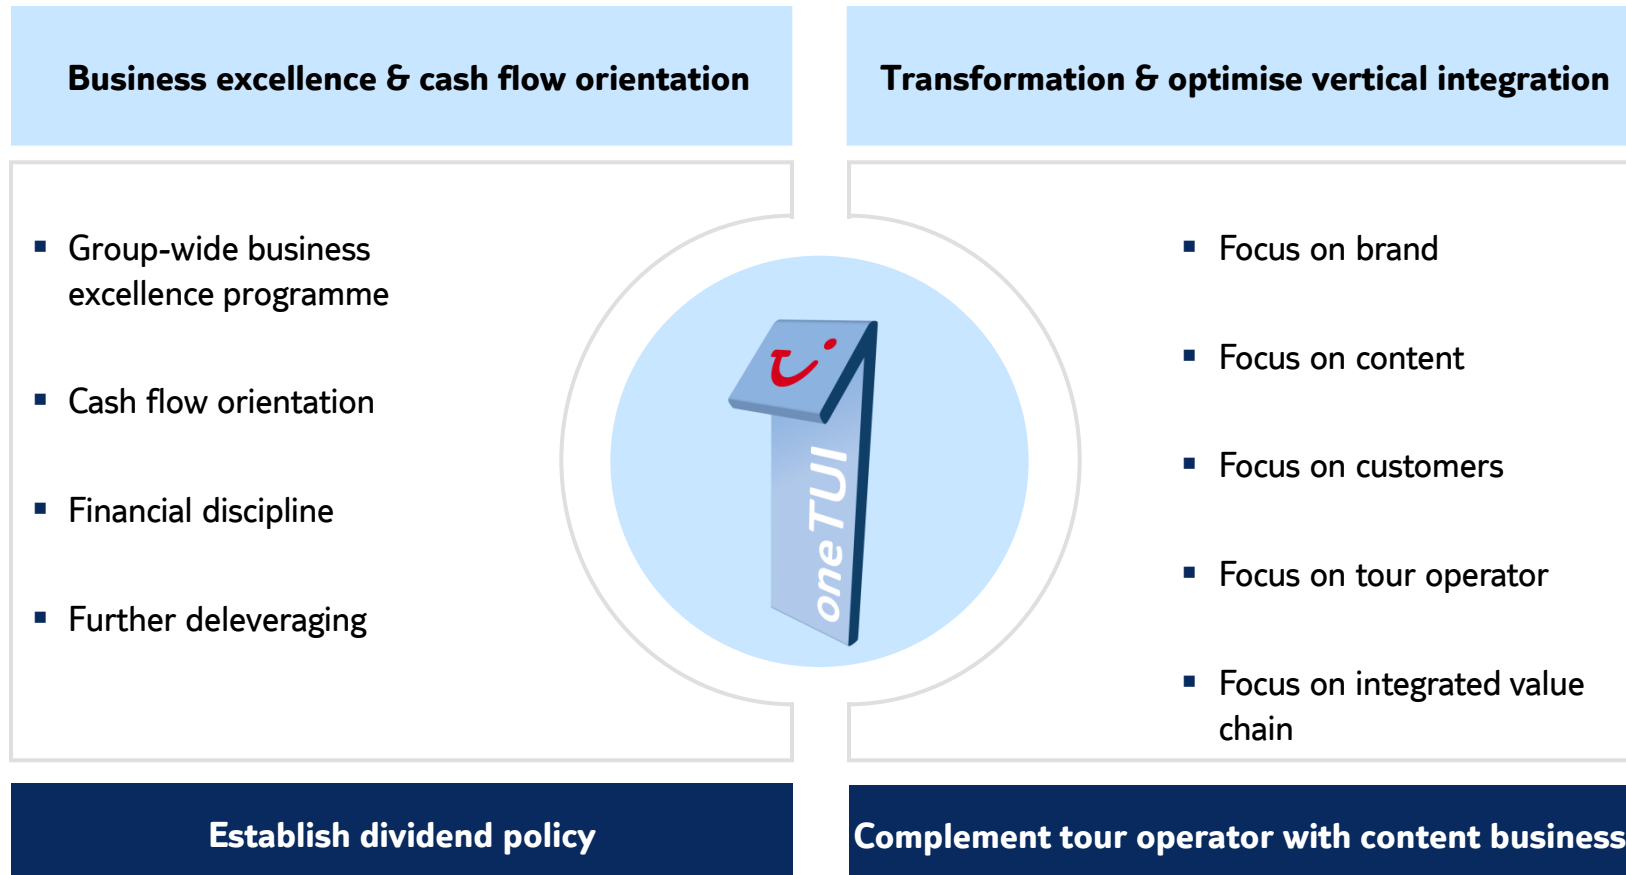 Business excellence & cash flow orientation
Transformation & optimise vertical integration
▪ Group-wide business
excellence programme
▪ Cash flow orientation
▪ Financial discipline
▪ Further deleveraging
one TUI
▪ Focus on brand
▪ Focus on content
▪ Focus on customers
▪ Focus on tour operator
▪ Focus on integrated value
chain
Establish dividend policy
Complement tour operator with content business